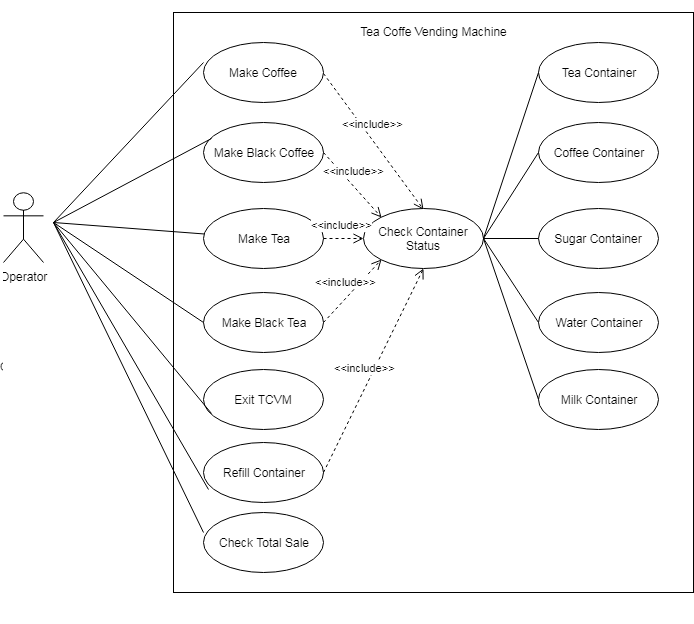 Tea Coffe Vending Machine
Make Coffee
Tea Container
<<include>>
Make Black Coffee
Coffee Container
<<include>>
<<include>>
Make Tea
Check Container
Status
Sugar Container
Operator
<<include>>
Make Black Tea
Water Container
<<include>>
Exit TCVM
Milk Container
Refill Container
Check Total Sale